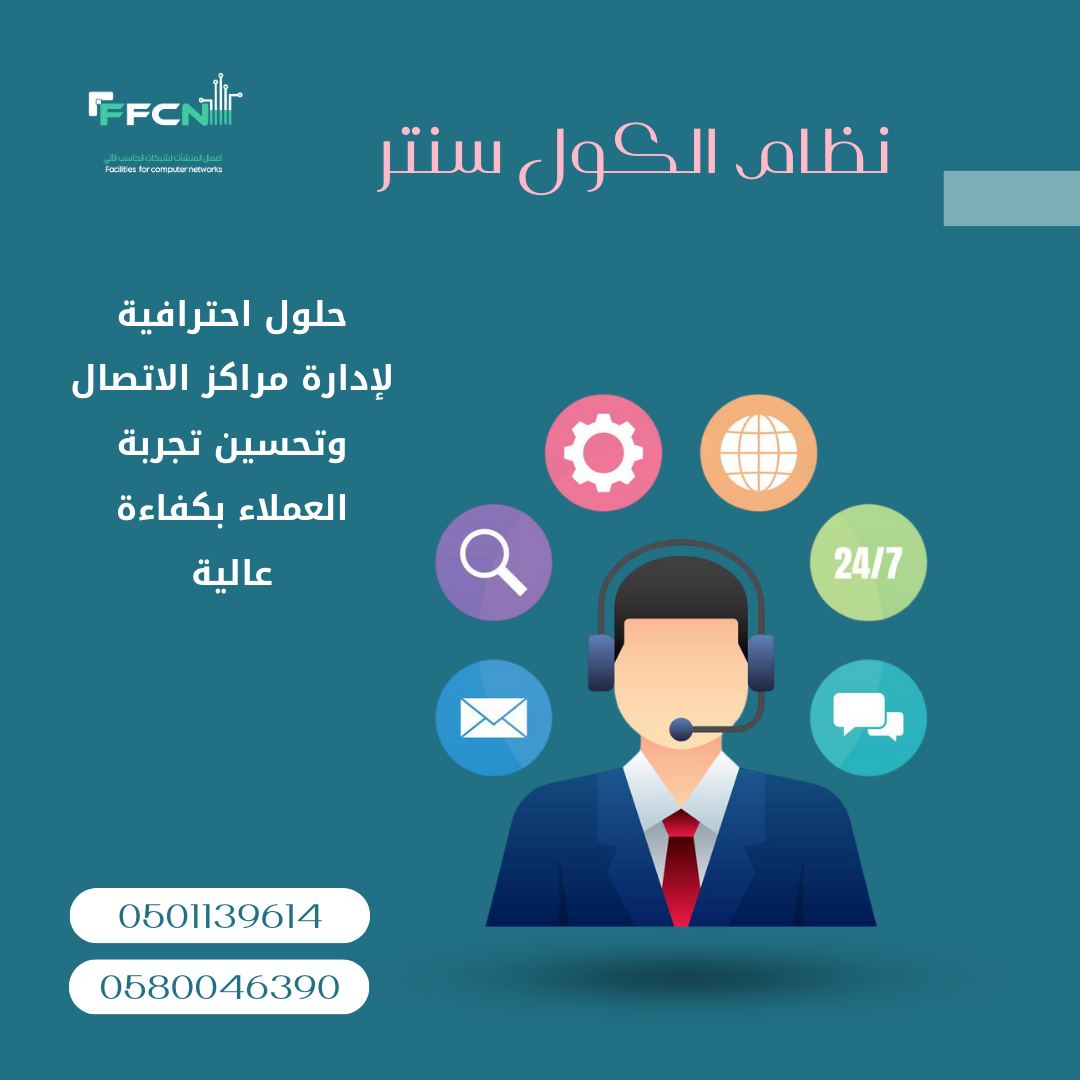 FFCN
اعمال المنشآت لشبكات الحاسب الآلي
Facilities for computer networks
نظام الكول سنتر
حلول احترافية
لإدارة مراكز الاتصال
وتحسين تجربة
العملاء بكفاءة
عالية
24/7
0501139614
0580046390